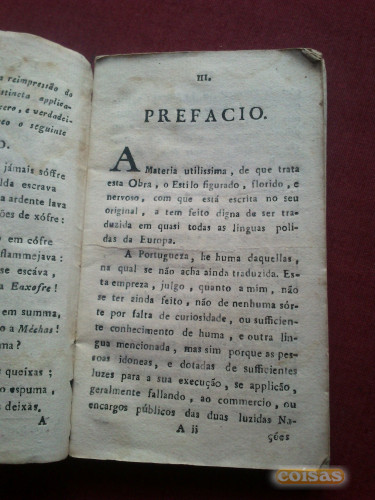 reimpressão do
distincta applica-
cero, e verdadei-
nto o seguinte
O.
jámais sóffre
lda escrava
a ardente lava
ões de xófre:
em cófre
flammejava:
se escáva,
de Enxofre!
em summa,
o a Méchas!
ma?
queixas;
espuma,
deixas.
A
III.
PREFACIO.
A Materia utilissima, de que trata
esta Obra, o Estilo figurado, florido, e
nervoso, com que está escrita no seu
original, a tem feito digna de ser tra-
duzida em quasi todas as linguas poli-
das da Europa.
A Portugueza, he huma daquellas,
na qual se não acha ainda traduzida. Es-
ta empreza, julgo, quanto a mim, não
se ter ainda feito, não de nenhuma sór-
te por falta de curiosidade, ou sufficien-
te conhecimento de huma, e outra lin-
gua mencionada, mas sim porque as pes-
soas idoneas, e dotadas de sufficientes
luzes para a sua execução, se applicão,
geralmente fallando, ao commercio, ou
encargos públicos das duas luzidas Na-
A ii
ções
coisas